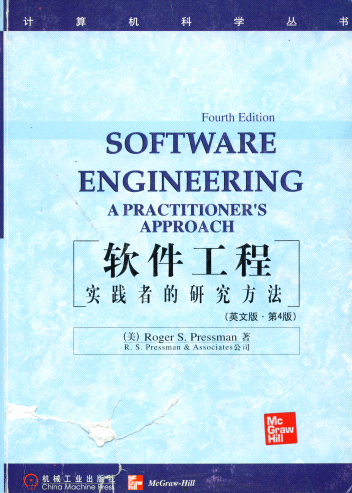 计算机科学丛书
Fourth Edition
SOFTWARE
ENGINEERING
A PRACTITIONER'S
APPROACH
软件工程
实践者的研究方法
(英文版·第4版)
(美) Roger S. Pressman 著
R. S. Pressman & Associates公司
Mc
Graw
Hill
机械工业出版社
China Machine Press
McGraw-Hill